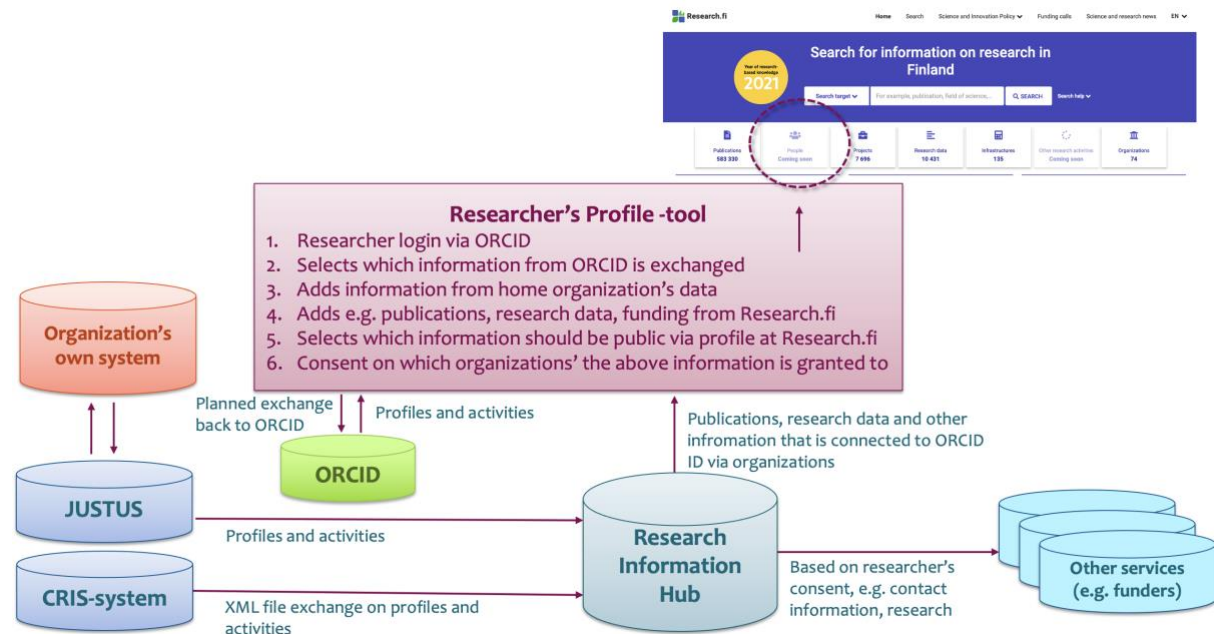 Research.fi
Home Search Science and Innovation Policy Funding calls Science and research news EN
Search for information on research in
Finland
Year of research-
based knowledge
2021
Search target For example, publication, field of science,... SEARCH Search help
Publications
583 330
People
Coming soon
Projects
7 696
Research data
10 431
Infrastructures
135
Other research activities
Coming soon
Organizations
74
Researcher's Profile -tool
1. Researcher login via ORCID
2. Selects which information from ORCID is exchanged
3. Adds information from home organization's data
4. Adds e.g. publications, research data, funding from Research.fi
5. Selects which information should be public via profile at Research.fi
6. Consent on which organizations' the above information is granted to
Organization's
own system
Planned exchange
back to ORCID
Profiles and activities
Publications, research data and other
infromation that is connected to ORCID
ID via organizations
ORCID
JUSTUS
Profiles and activities
Research
Information
Hub
Based on researcher's
consent, e.g. contact
information, research
Other services
(e.g. funders)
CRIS-system
XML file exchange on profiles and
activities